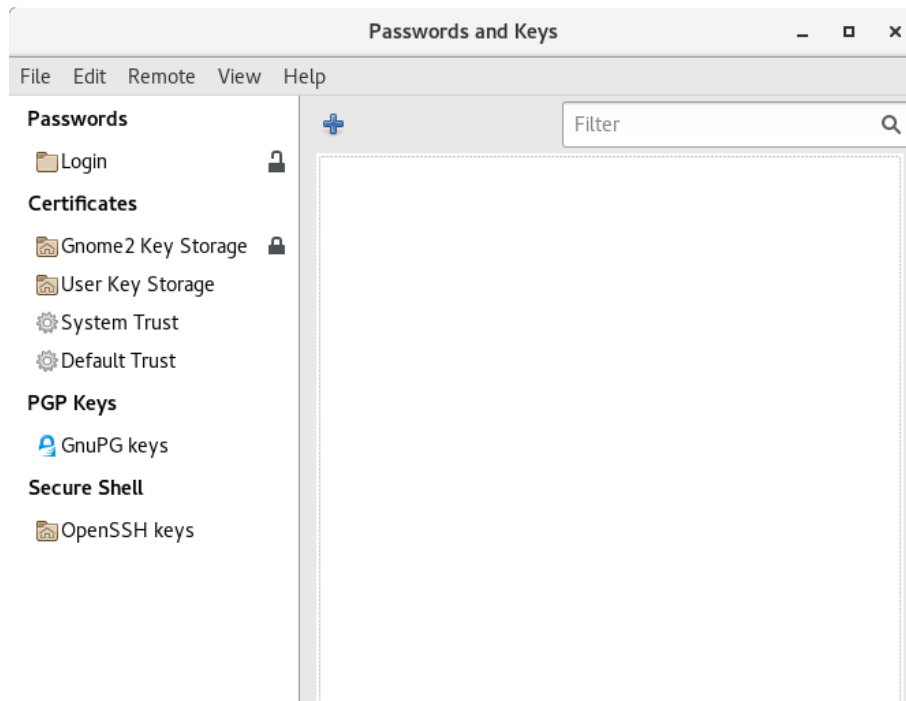 Passwords and Keys
File Edit Remote View Help
Passwords
Filter
Login
Certificates
Gnome2 Key Storage
User Key Storage
System Trust
Default Trust
PGP Keys
GnuPG keys
Secure Shell
OpenSSH keys